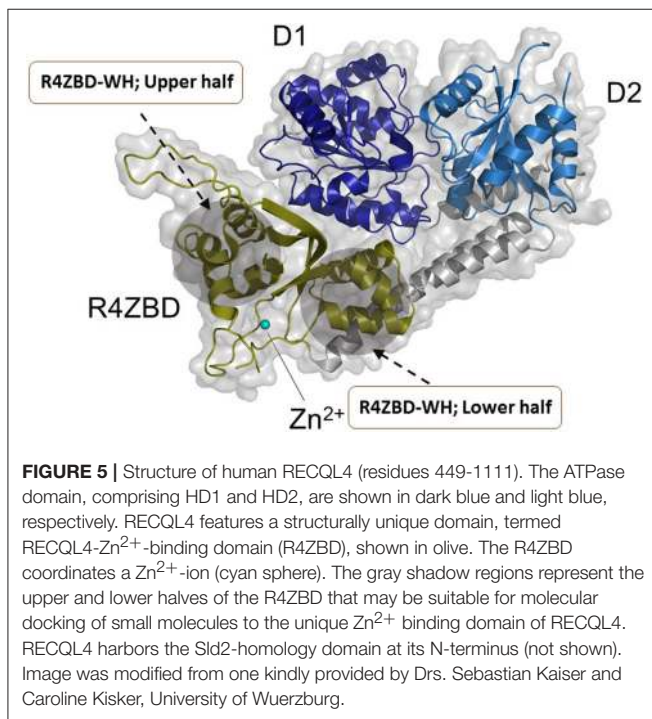 D1
R4ZBD-WH; Upper half
D2
R4ZBD
Zn²⁺
R4ZBD-WH; Lower half
FIGURE 5 | Structure of human RECQL4 (residues 449-1111). The ATPase
domain, comprising HD1 and HD2, are shown in dark blue and light blue,
respectively. RECQL4 features a structurally unique domain, termed
RECQL4-Zn²⁺-binding domain (R4ZBD), shown in olive. The R4ZBD
coordinates a Zn²⁺-ion (cyan sphere). The gray shadow regions represent the
upper and lower halves of the R4ZBD that may be suitable for molecular
docking of small molecules to the unique Zn²⁺ binding domain of RECQL4.
RECQL4 harbors the Sld2-homology domain at its N-terminus (not shown).
Image was modified from one kindly provided by Drs. Sebastian Kaiser and
Caroline Kisker, University of Wuerzburg.